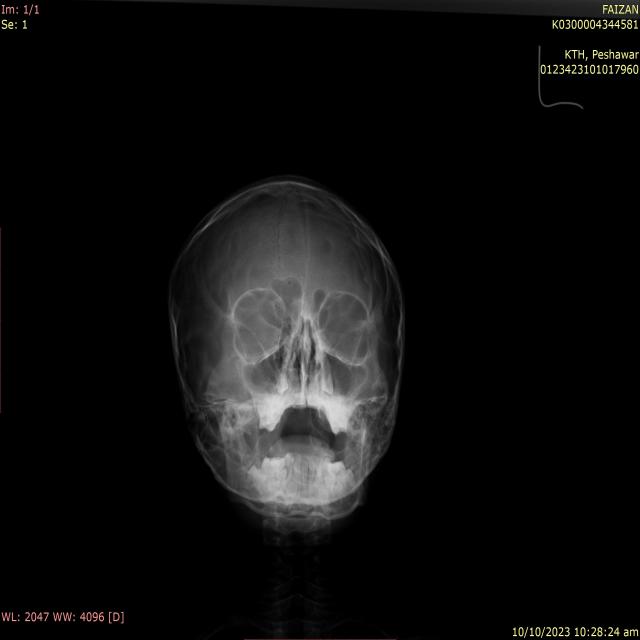 Im: 1/1
Se: 1
FAIZAN
K0300004344581
KTH, Peshawar
0123423101017960
WL: 2047 WW: 4096 [D]
10/10/2023 10:28:24 am